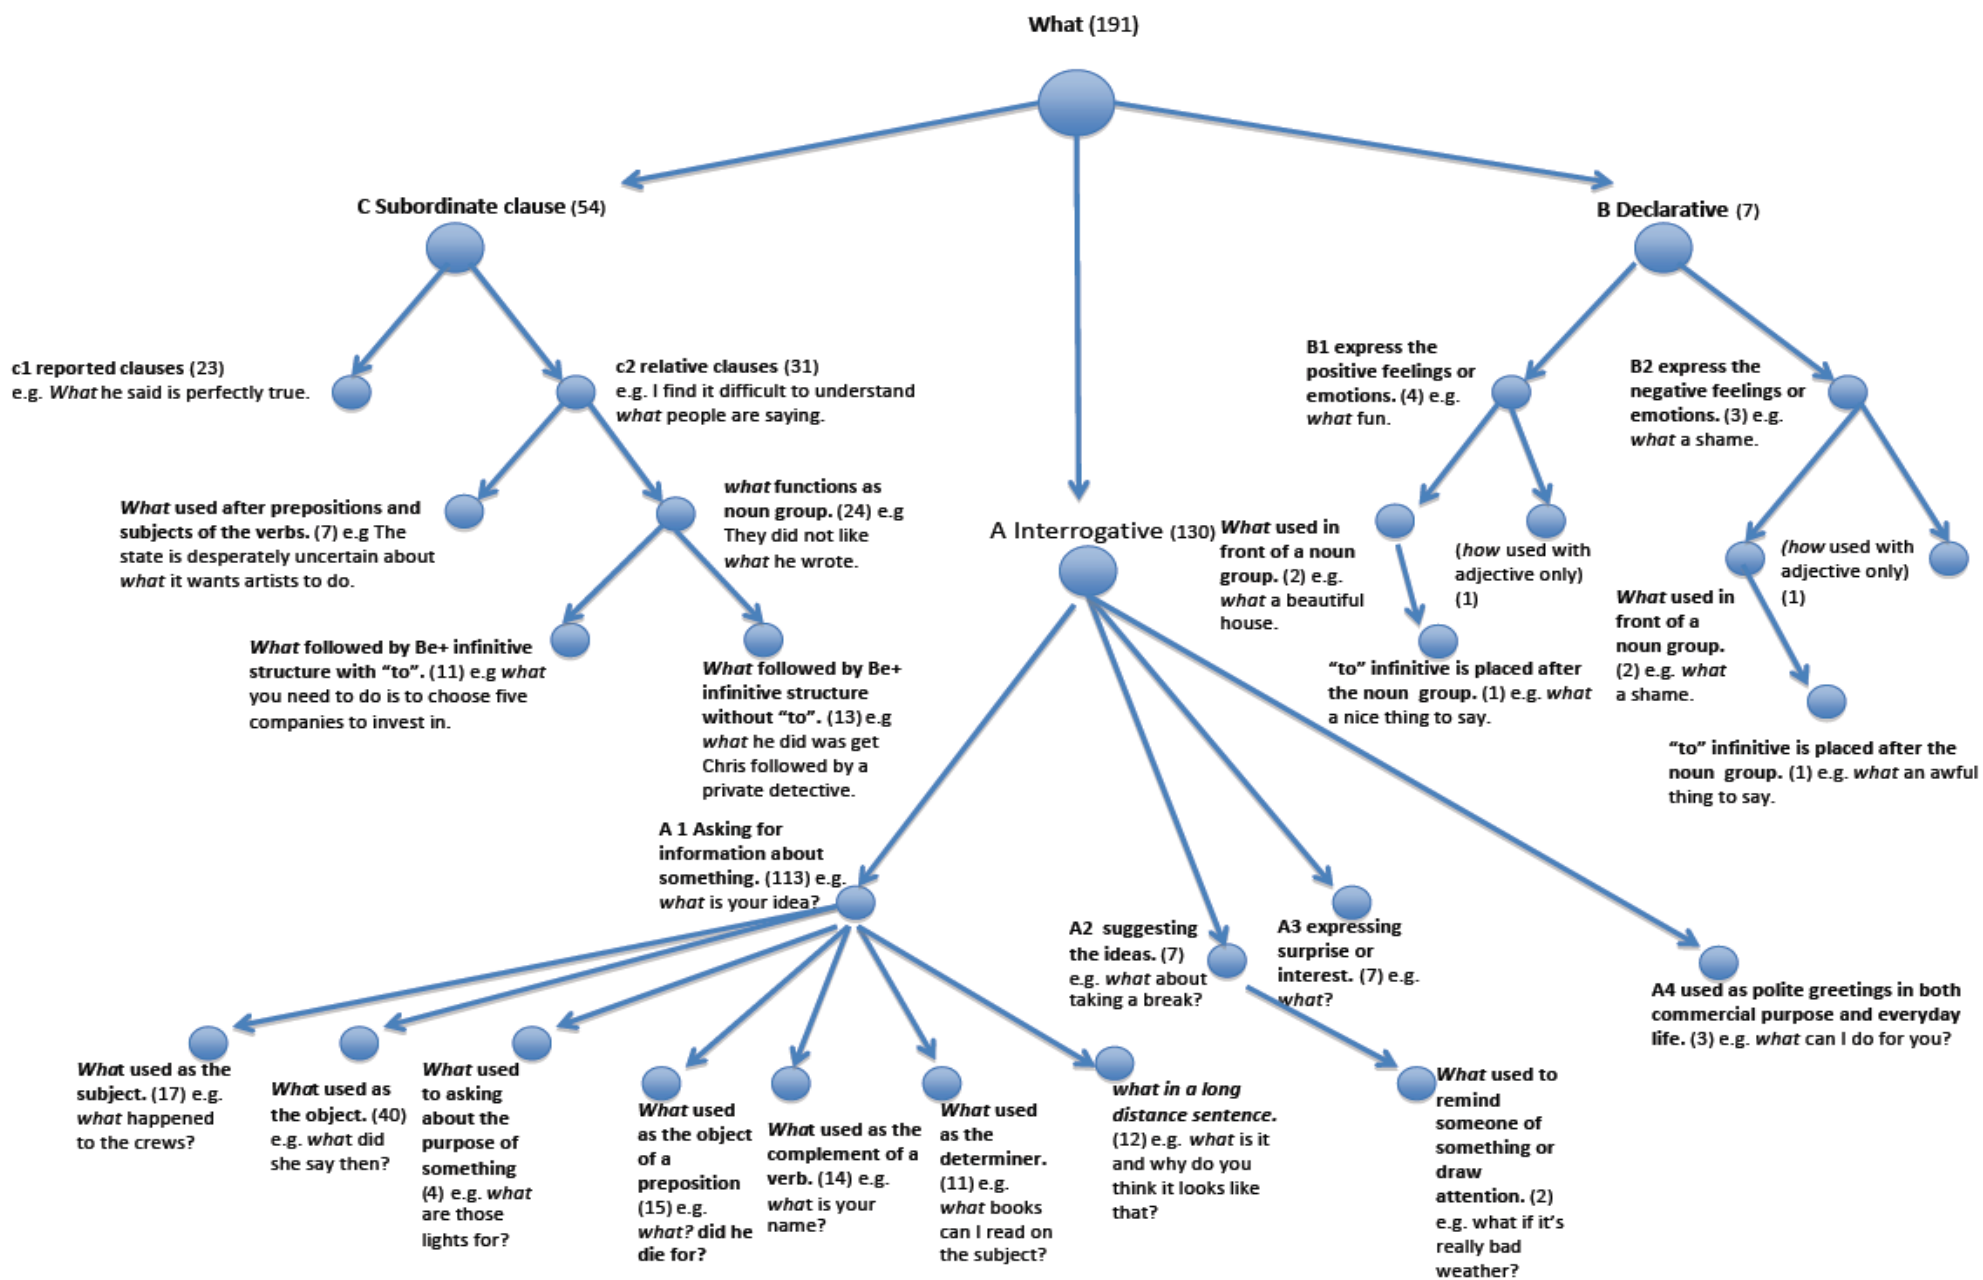 What (191)
C Subordinate clause (54)
B Declarative (7)
c1 reported clauses (23)
e.g. What he said is perfectly true.
c2 relative clauses (31)
e.g. I find it difficult to understand
what people are saying.
B1 express the
positive feelings or
emotions. (4) e.g.
what fun.
B2 express the
negative feelings or
emotions. (3) e.g.
what a shame.
What used after prepositions and
subjects of the verbs. (7) e.g The
state is desperately uncertain about
what it wants artists to do.
what functions as
noun group. (24) e.g
They did not like
what he wrote.
A Interrogative (130)
What used in
front of a noun
group. (2) e.g.
what a beautiful
house.
(how used with
adjective only)
(1)
What used in
front of a
noun group.
(2) e.g. what
a shame.
(how used with
adjective only)
(1)
What followed by Be+ infinitive
structure with “to”. (11) e.g what
you need to do is to choose five
companies to invest in.
What followed by Be+
infinitive structure
without “to”. (13) e.g
what he did was get
Chris followed by a
private detective.
“to” infinitive is placed after
the noun group. (1) e.g. what
a nice thing to say.
“to” infinitive is placed after the
noun group. (1) e.g. what an awful
thing to say.
A 1 Asking for
information about
something. (113) e.g.
what is your idea?
A2 suggesting
the ideas. (7)
e.g. what about
taking a break?
A3 expressing
surprise or
interest. (7) e.g.
what?
A4 used as polite greetings in both
commercial purpose and everyday
life. (3) e.g. what can I do for you?
What used as the
subject. (17) e.g.
what happened
to the crews?
What used as
the object. (40)
e.g. what did
she say then?
What used
to asking
about the
purpose of
something
(4) e.g. what
are those
lights for?
What used
as the object
of a
preposition
(15) e.g.
what? did he
die for?
What used as the
complement of a
verb. (14) e.g.
what is your
name?
What used
as the
determiner.
(11) e.g.
what books
can I read on
the subject?
what in a long
distance sentence.
(12) e.g. what is it
and why do you
think it looks like
that?
What used to
remind
someone of
something or
draw
attention. (2)
e.g. what if it’s
really bad
weather?